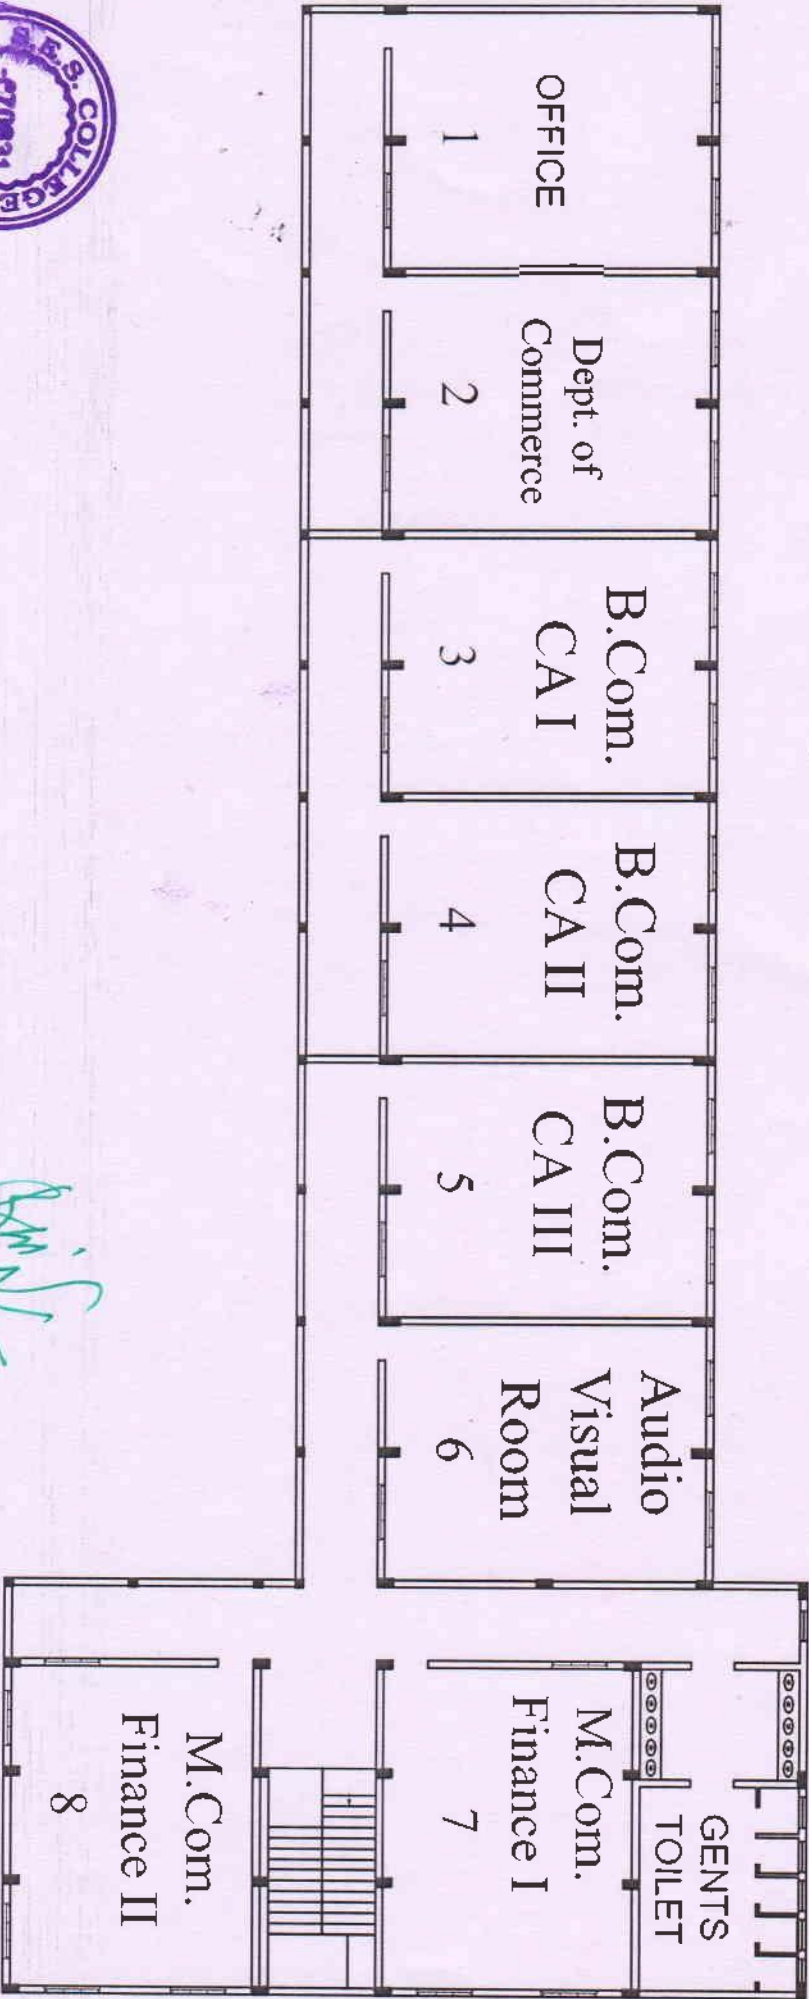 OFFICE
1
Dept. of
Commerce
2
B.Com.
CA I
3
B.Com.
CA II
4
B.Com.
CA III
5
Audio
Visual
Room
6
GENTS
TOILET
M.Com.
Finance I
7
M.Com.
Finance II
8
S.E.S. COLLEGE